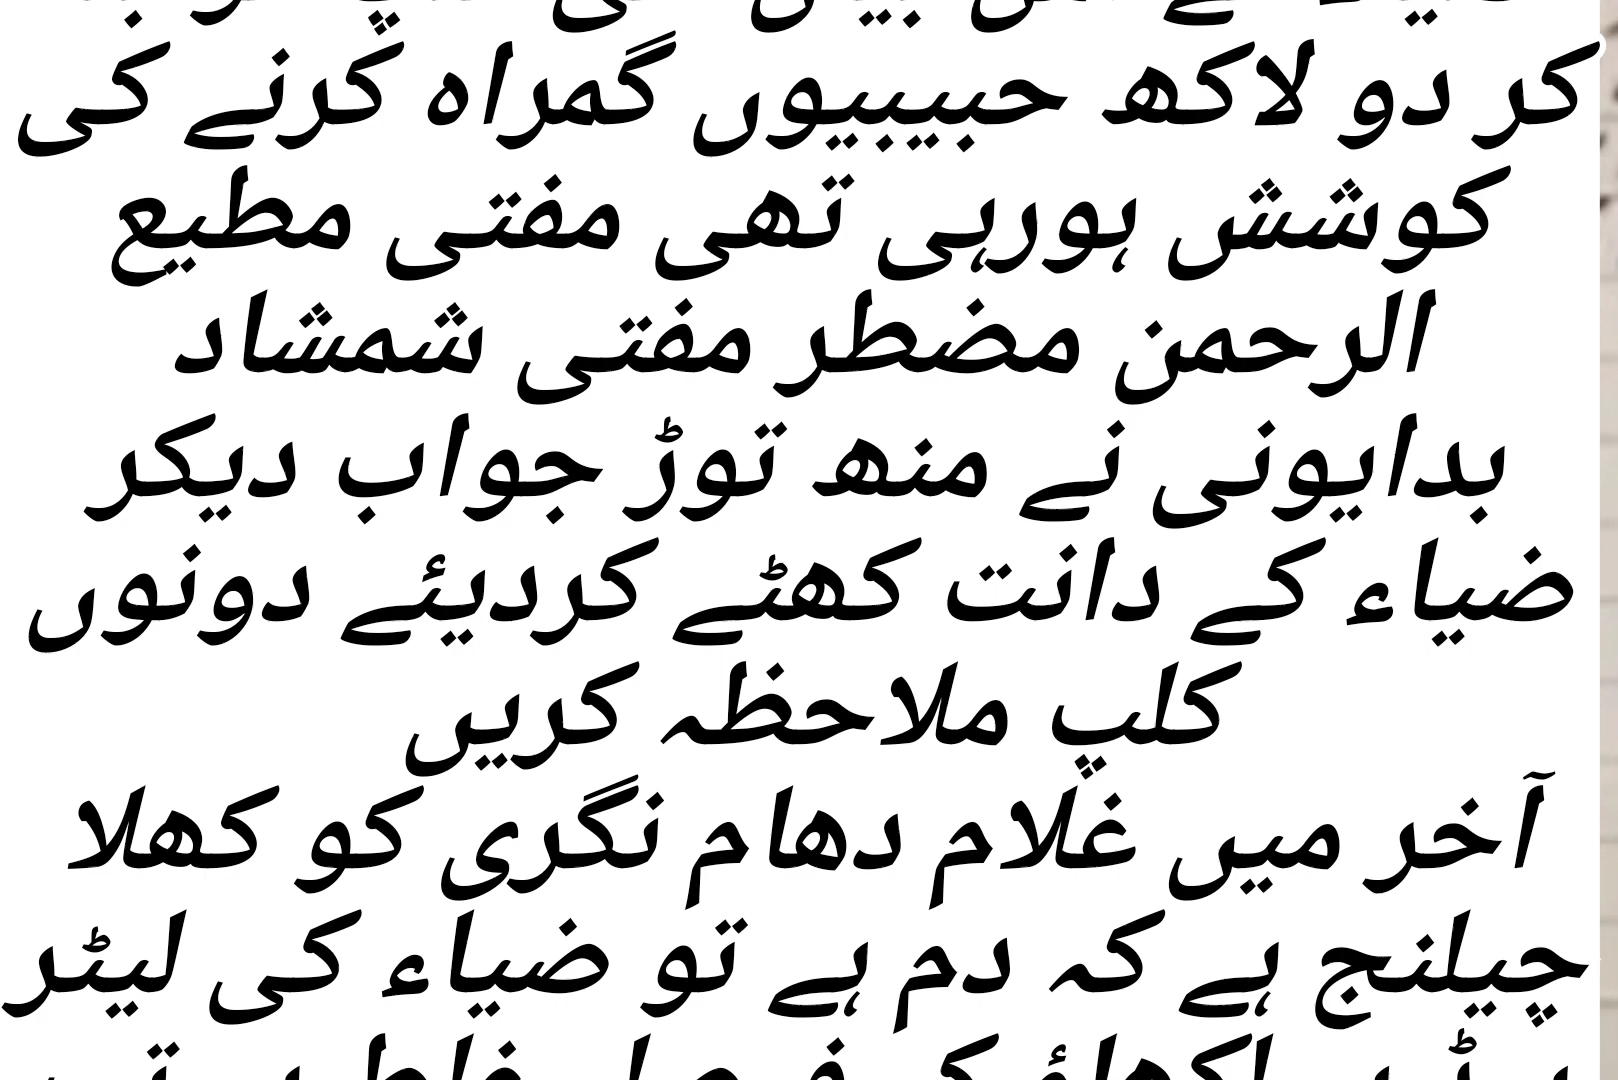 کر دو لاکھ حبیبیوں گمراہ کرنے کی
کوشش ہورہی تھی مفتی مطیع
الرحمن مضطر مفتی شمشاد
بدایونی نے منھ توڑ جواب دیکر
ضیاء کے دانت کھٹے کردیئے دونوں
کلپ ملاحظہ کریں
آخر میں غلام دھام نگری کو کھلا
چیلنج ہے کہ دم ہے تو ضیاء کی لیٹر